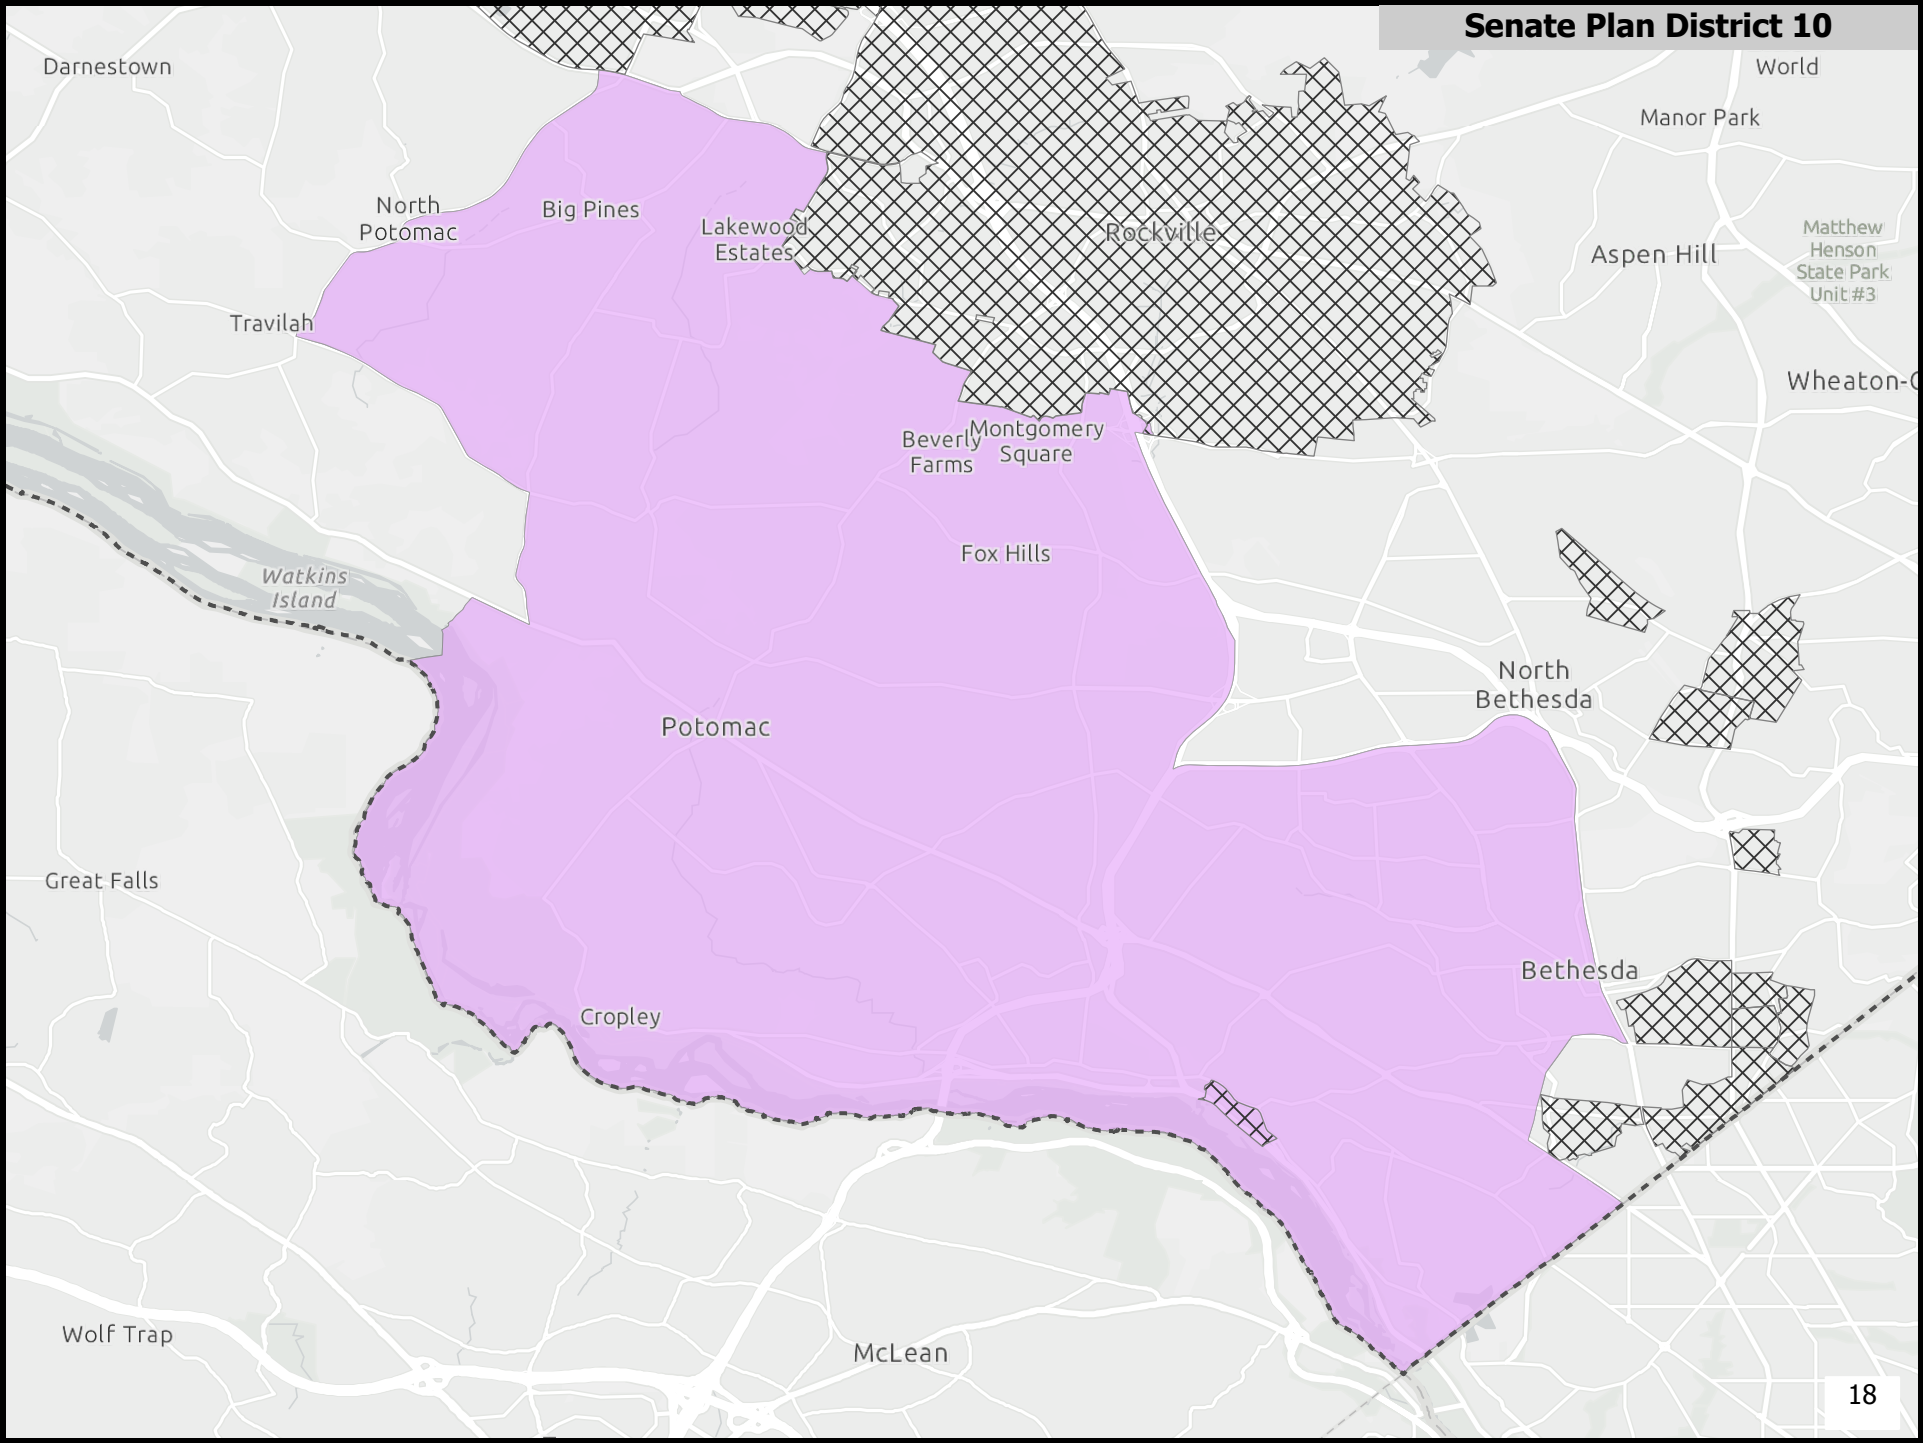 Senate Plan District 10
Darnestown
World
Manor Park
North
Potomac
Big Pines
Lakewood
Estates
Rockville
Aspen Hill
Matthew
Henson
State Park
Unit #3
Travilah
Wheaton-G
Beverly
Farms
Montgomery
Square
Fox Hills
Watkins
Island
North
Bethesda
Potomac
Great Falls
Bethesda
Cropley
Wolf Trap
McLean
18